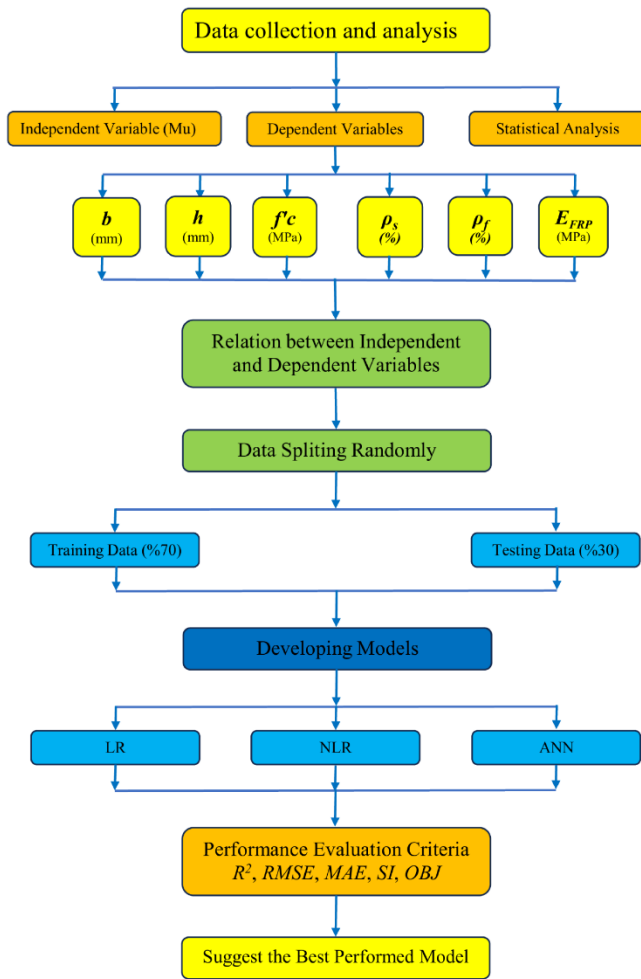 Data collection and analysis
Independent Variable (Mu)
Dependent Variables
Statistical Analysis
b
(mm)
h
(mm)
f'c
(MPa)
ρs
(%)
ρf
(%)
EFRP
(MPa)
Relation between Independent
and Dependent Variables
Data Spliting Randomly
Training Data (%70)
Testing Data (%30)
Developing Models
LR
NLR
ANN
Performance Evaluation Criteria
R², RMSE, MAE, SI, OBJ
Suggest the Best Performed Model